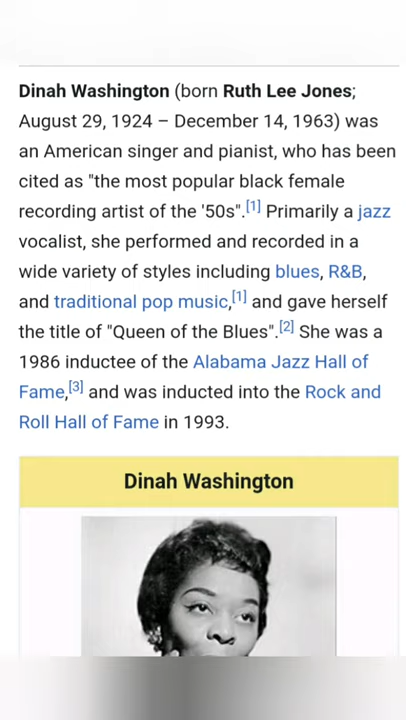 Dinah Washington (born Ruth Lee Jones;
August 29, 1924 – December 14, 1963) was
an American singer and pianist, who has been
cited as "the most popular black female
recording artist of the '50s".[1] Primarily a jazz
vocalist, she performed and recorded in a
wide variety of styles including blues, R&B,
and traditional pop music,[1] and gave herself
the title of "Queen of the Blues".[2] She was a
1986 inductee of the Alabama Jazz Hall of
Fame,[3] and was inducted into the Rock and
Roll Hall of Fame in 1993.
Dinah Washington